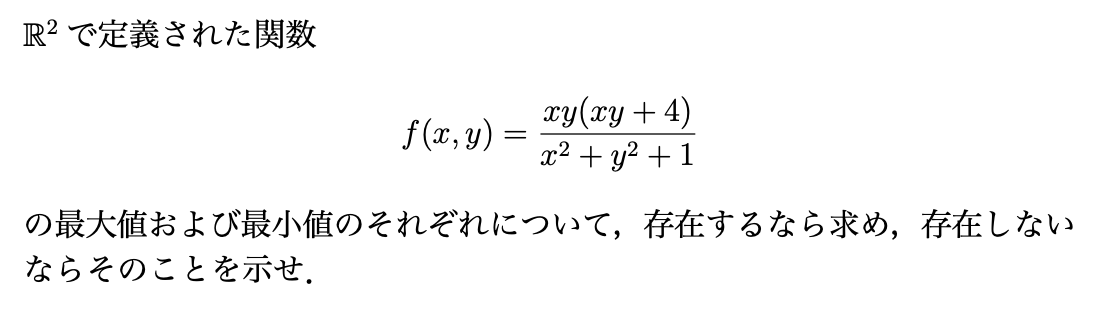 ℝ² で定義された関数
f(x, y) = xy(xy + 4) / x² + y² + 1
の最大値および最小値のそれぞれについて，存在するなら求め，存在しない
ならそのことを示せ．